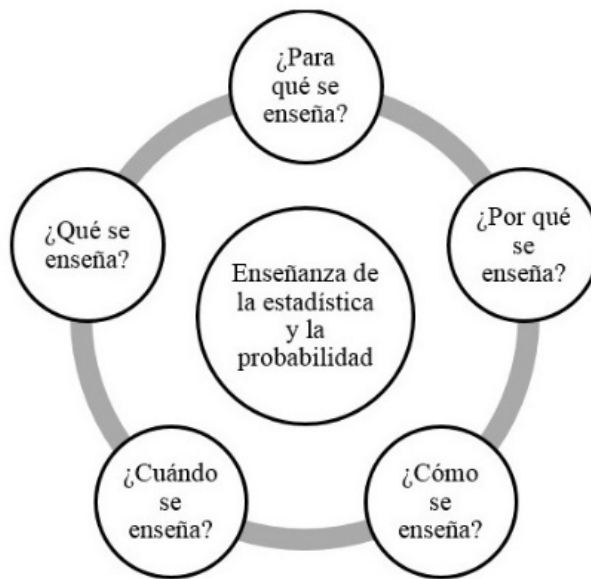 ¿Para
qué se
enseña?
¿Qué se
enseña?
¿Por qué
se
enseña?
Enseñanza de
la estadística
y la
probabilidad
¿Cuándo
se
enseña?
¿Cómo
se
enseña?